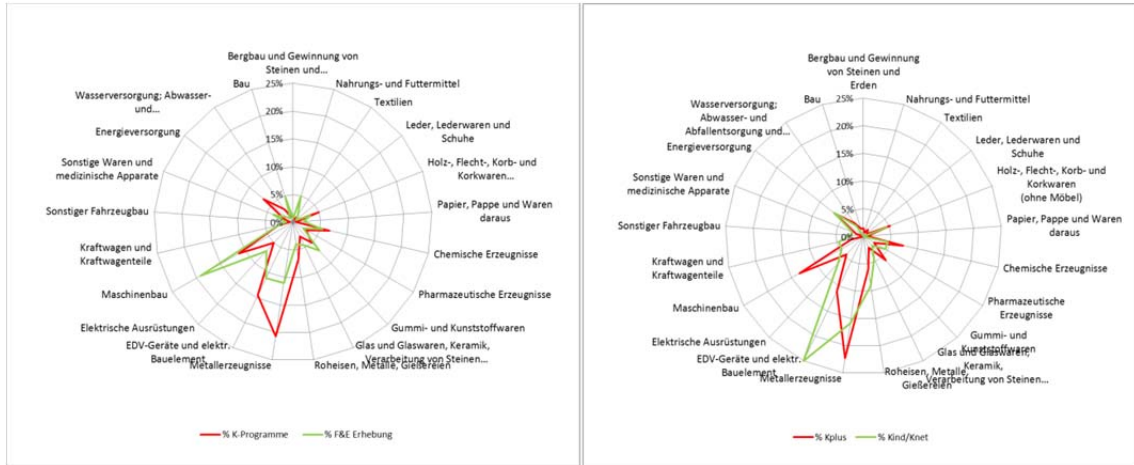 Bergbau und Gewinnung von
Steinen und...
25%
20%
15%
10%
5%
0%
Nahrungs- und Futtermittel
Textilien
Leder, Lederwaren und
Schuhe
Holz-, Flecht-, Korb- und
Korkwaren...
Papier, Pappe und Waren
daraus
Chemische Erzeugnisse
Pharmazeutische Erzeugnisse
Gummi- und Kunststoffwaren
Glas und Glaswaren, Keramik,
Verarbeitung von Steinen...
Roheisen, Metalle, Gießereien
Metallerzeugnisse
EDV-Geräte und elektr.
Bauelement
Elektrische Ausrüstungen
Maschinenbau
Kraftwagen und
Kraftwagenteile
Sonstiger Fahrzeugbau
Sonstige Waren und
medizinische Apparate
Energieversorgung
Wasserversorgung; Abwasser-
und...
Bau
% K-Programme
% F&E Erhebung
Bergbau und Gewinnung
von Steinen und
Erden
25%
20%
15%
10%
5%
0%
Nahrungs- und Futtermittel
Textilien
Leder, Lederwaren und
Schuhe
Holz-, Flecht-, Korb- und
Korkwaren
(ohne Möbel)
Papier, Pappe und Waren
daraus
Chemische Erzeugnisse
Pharmazeutische
Erzeugnisse
Gummi- und
Kunststoffwaren
Glas und Glaswaren,
Keramik,
Verarbeitung von Steinen...
Roheisen, Metalle,
Gießereien
Metallerzeugnisse
EDV-Geräte und elektr.
Bauelement
Elektrische Ausrüstungen
Maschinenbau
Kraftwagen und
Kraftwagenteile
Sonstiger Fahrzeugbau
Sonstige Waren und
medizinische Apparate
Energieversorgung
Wasserversorgung;
Abwasser- und
Abfallentsorgung und...
Bau
% Kplus
% Kind/Knet